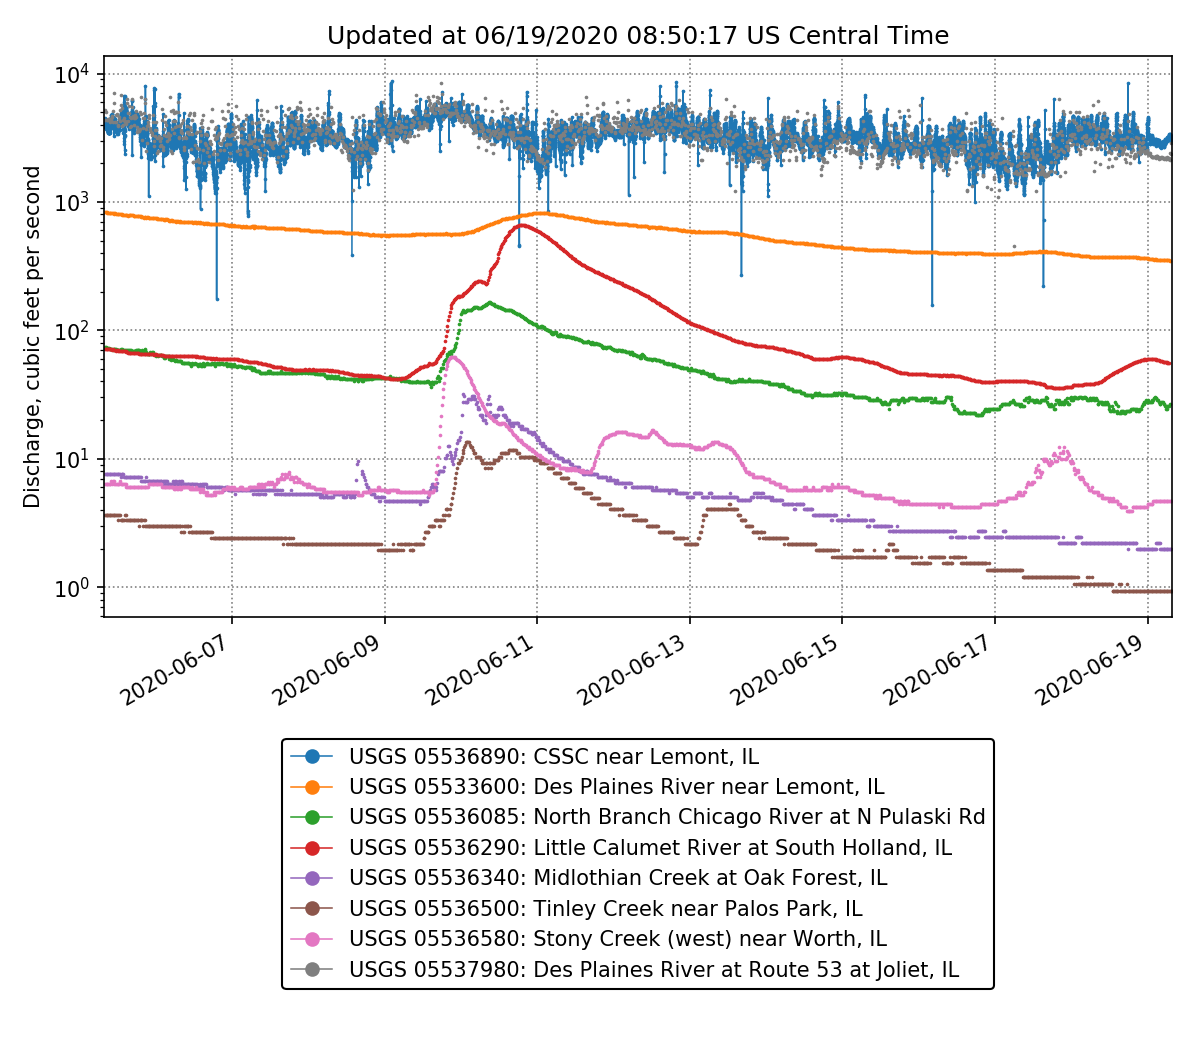 Updated at 06/19/2020 08:50:17 US Central Time
Discharge, cubic feet per second
10^4
10^3
10^2
10^1
10^0
2020-06-07
2020-06-09
2020-06-11
2020-06-13
2020-06-15
2020-06-17
2020-06-19
USGS 05536890: CSSC near Lemont, IL
USGS 05533600: Des Plaines River near Lemont, IL
USGS 05536085: North Branch Chicago River at N Pulaski Rd
USGS 05536290: Little Calumet River at South Holland, IL
USGS 05536340: Midlothian Creek at Oak Forest, IL
USGS 05536500: Tinley Creek near Palos Park, IL
USGS 05536580: Stony Creek (west) near Worth, IL
USGS 05537980: Des Plaines River at Route 53 at Joliet, IL